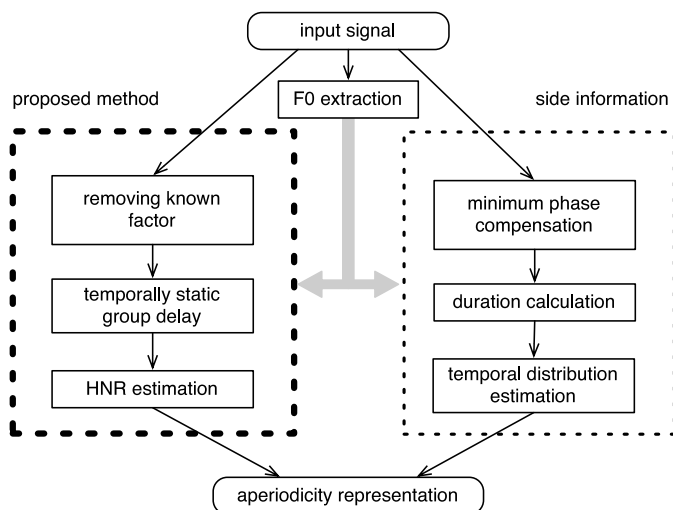 input signal
F0 extraction
proposed method
side information
removing known
factor
temporally static
group delay
HNR estimation
minimum phase
compensation
duration calculation
temporal distribution
estimation
aperiodicity representation